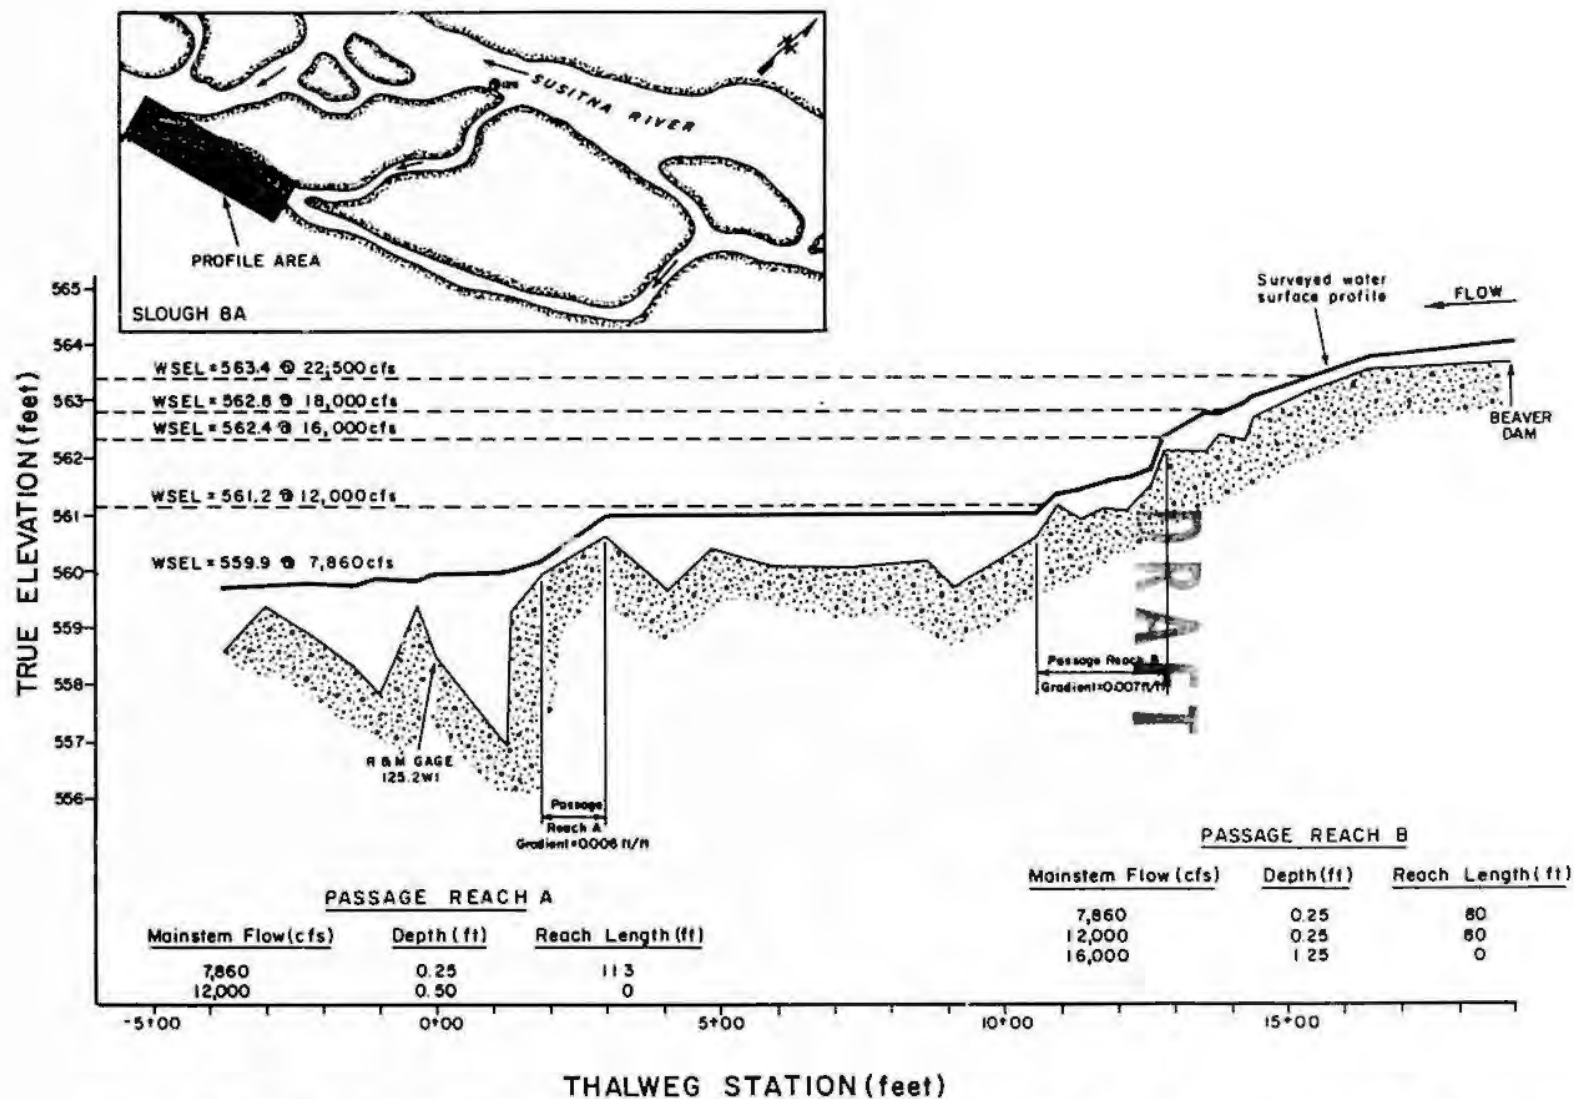 SUSITNA RIVER
PROFILE AREA
SLOUGH 8A
Surveyed water
surface profile
FLOW
TRUE ELEVATION (feet)
565
564
563
562
561
560
559
558
557
556
WSEL = 563.4 @ 22,500 cfs
WSEL = 562.8 @ 18,000 cfs
WSEL = 562.4 @ 16,000 cfs
WSEL = 561.2 @ 12,000 cfs
WSEL = 559.9 @ 7,860 cfs
BEAVER
DAM
DRAFT
R & M GAGE
125.2W1
Passage
Reach A
Gradient=0.006 ft/ft
Passage Reach B
Gradient=0.007 ft/ft
PASSAGE REACH A
Mainstem Flow (cfs) Depth (ft) Reach Length (ft)
7,860 0.25 113
12,000 0.50 0
PASSAGE REACH B
Mainstem Flow (cfs) Depth (ft) Reach Length (ft)
7,860 0.25 80
12,000 0.25 60
16,000 1.25 0
-5+00 0+00 5+00 10+00 15+00
THALWEG STATION (feet)